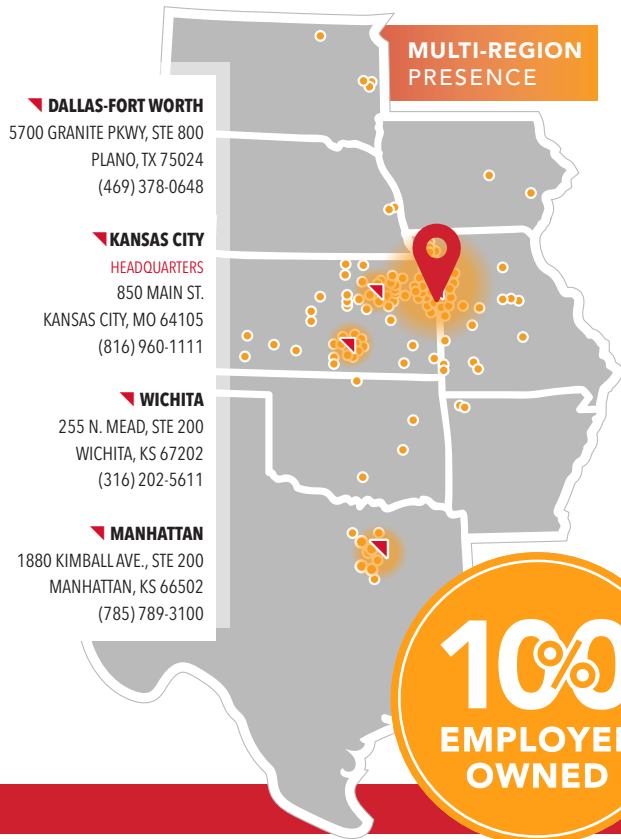 MULTI-REGION
PRESENCE
DALLAS-FORT WORTH
5700 GRANITE PKWY, STE 800
PLANO, TX 75024
(469) 378-0648
KANSAS CITY
HEADQUARTERS
850 MAIN ST.
KANSAS CITY, MO 64105
(816) 960-1111
WICHITA
255 N. MEAD, STE 200
WICHITA, KS 67202
(316) 202-5611
MANHATTAN
1880 KIMBALL AVE., STE 200
MANHATTAN, KS 66502
(785) 789-3100
100%
EMPLOYEE
OWNED